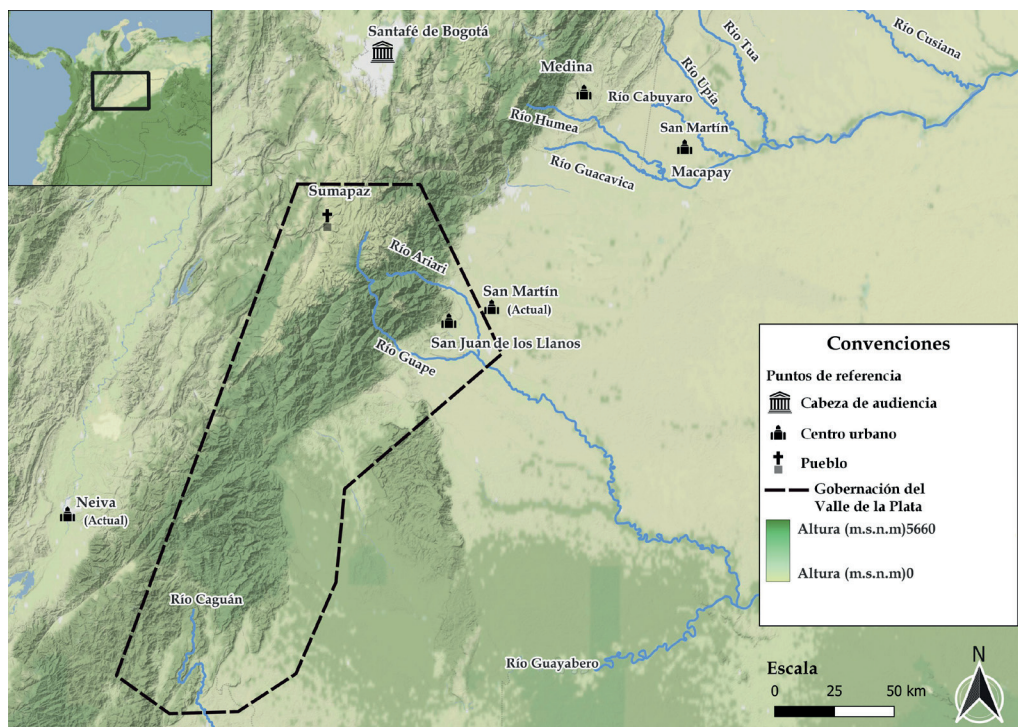 Santafé de Bogotá
Medina
Río Cabuyaro
Río Upía
Río Tua
Río Cusiana
Río Humea
San Martín
Río Guacavica
Macapay
Sumapaz
Río Ariari
San Martín
(Actual)
San Juan de los Llanos
Río Guape
Neiva
(Actual)
Río Caguán
Río Guayabero
Convenciones
Puntos de referencia
Cabeza de audiencia
Centro urbano
Pueblo
Gobernación del
Valle de la Plata
Altura (m.s.n.m)5660
Altura (m.s.n.m)0
Escala
0 25 50 km
N